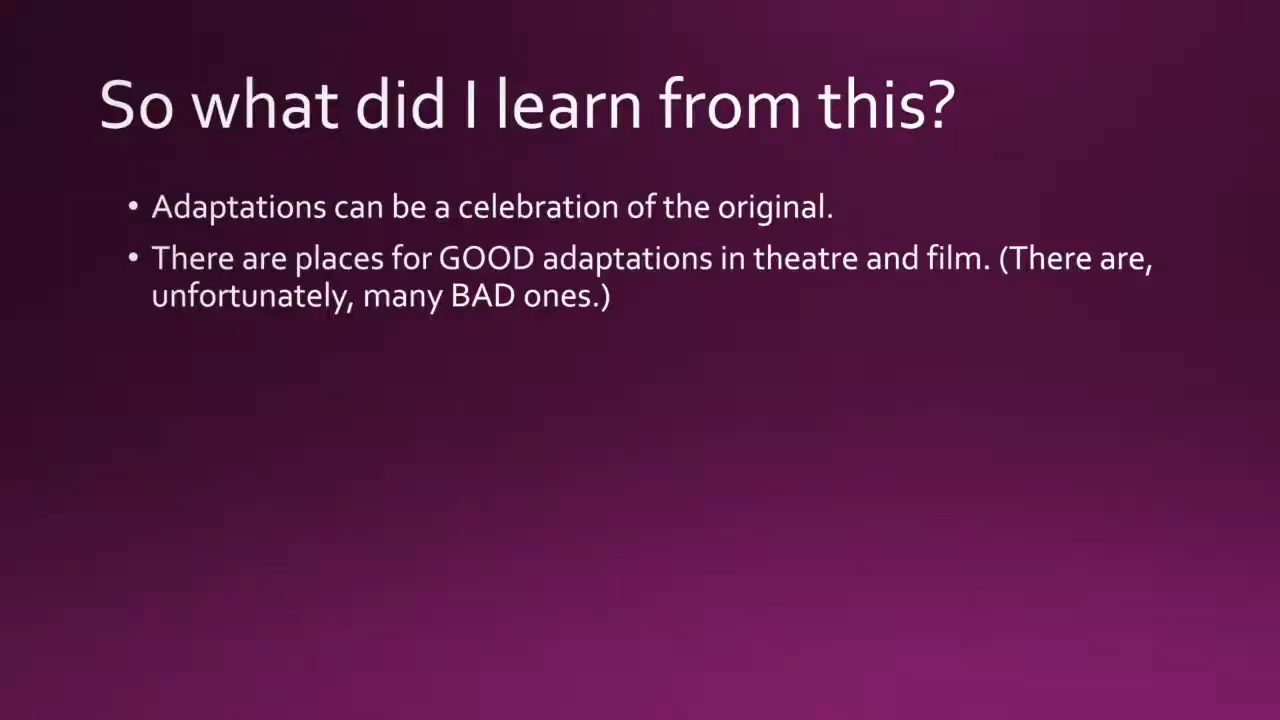 So what did I learn from this?
• Adaptations can be a celebration of the original.
• There are places for GOOD adaptations in theatre and film. (There are,
unfortunately, many BAD ones.)